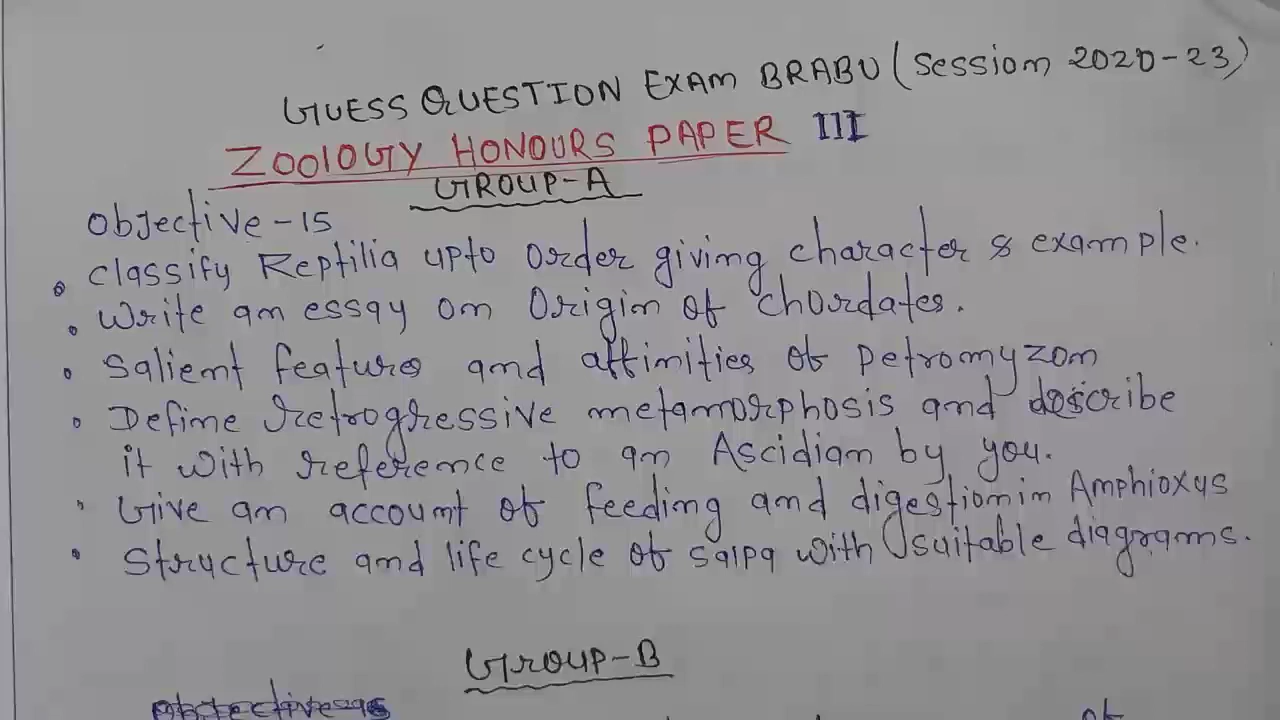 GUESS QUESTION EXAM BRABU (Session 2020-23)
ZOOLOGY HONOURS PAPER III
GROUP-A
Objective-15
• Classify Reptilia upto Order giving character & example.
• Write an essay on Origin of Chordates.
• Salient features and affinities of Petromyzon
• Define retrogressive metamorphosis and describe
it with reference to an Ascidian by you.
• Give an account of feeding and digestion in Amphioxus
• Structure and life cycle of Salpa with suitable diagrams.
GROUP-B
of